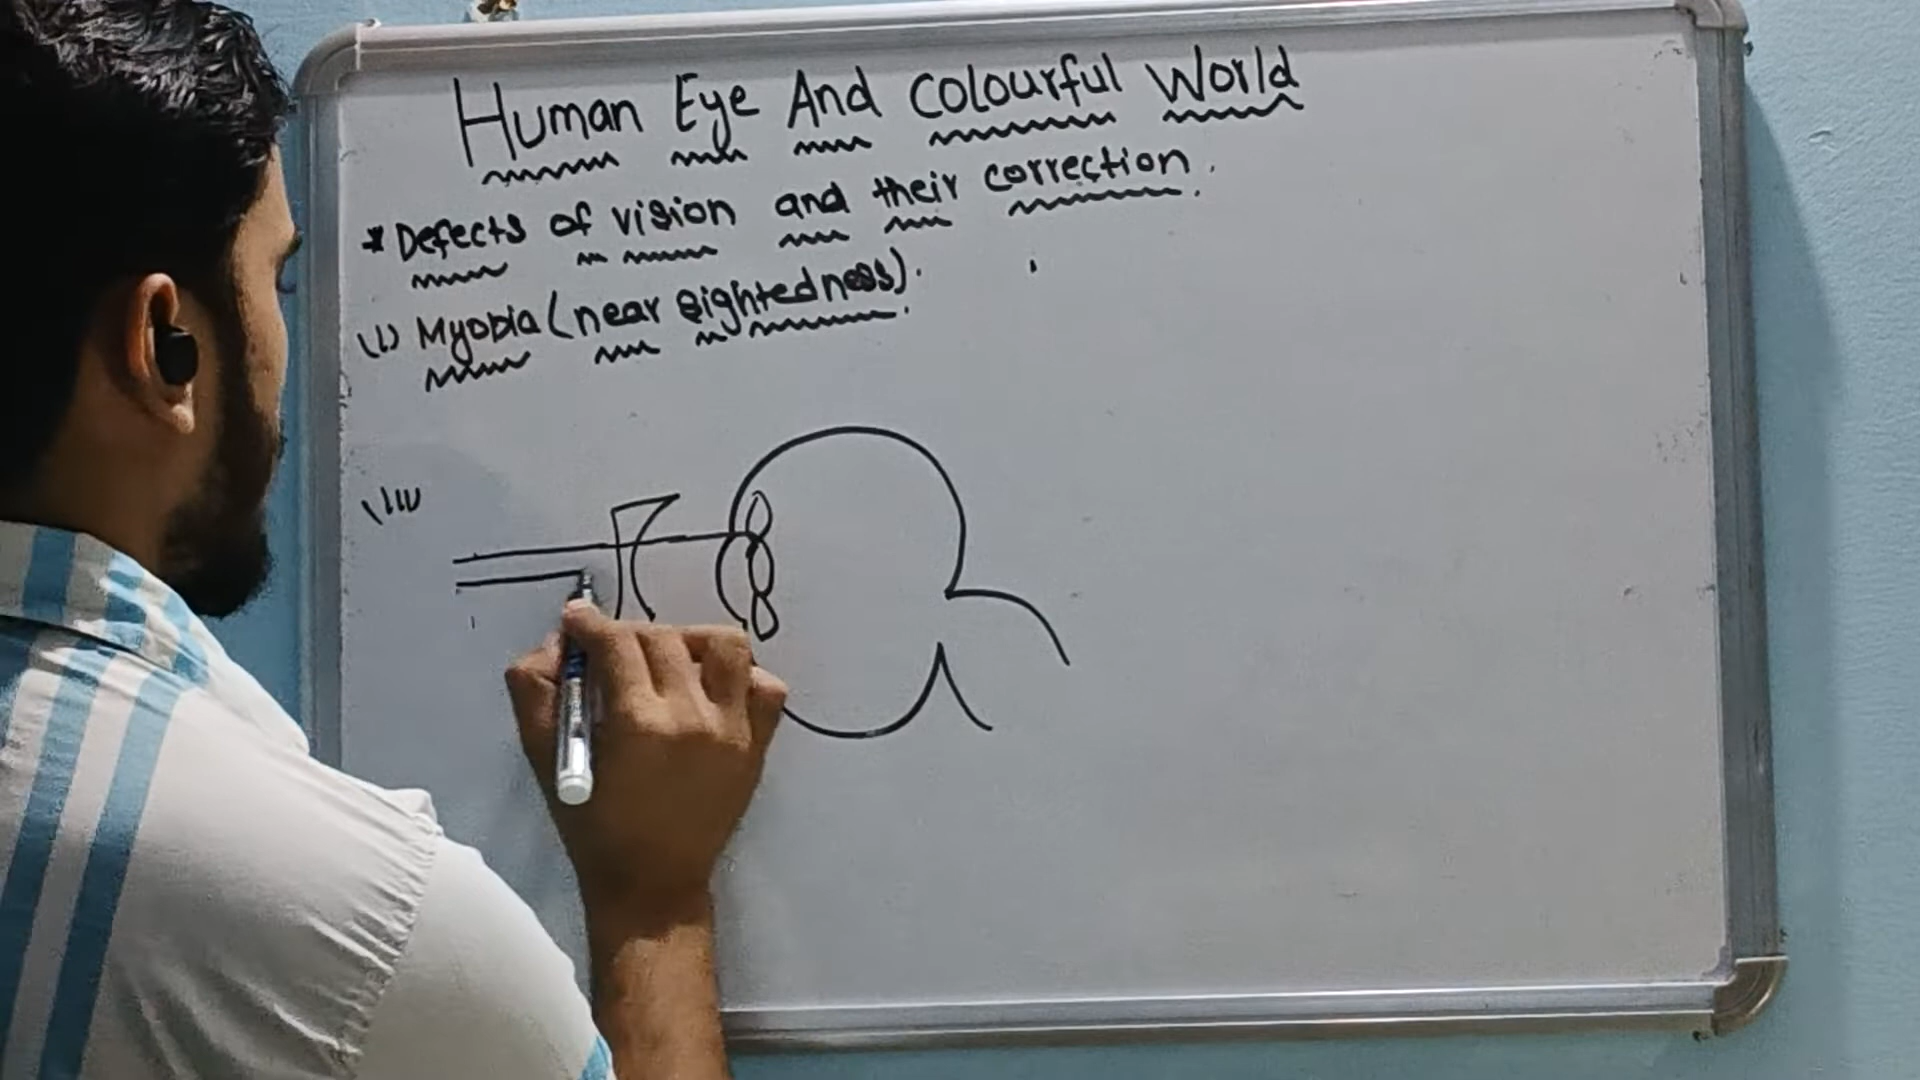 Human Eye And Colourful World
* Defects of vision and their correction.
(1) Myopia (near sightedness).